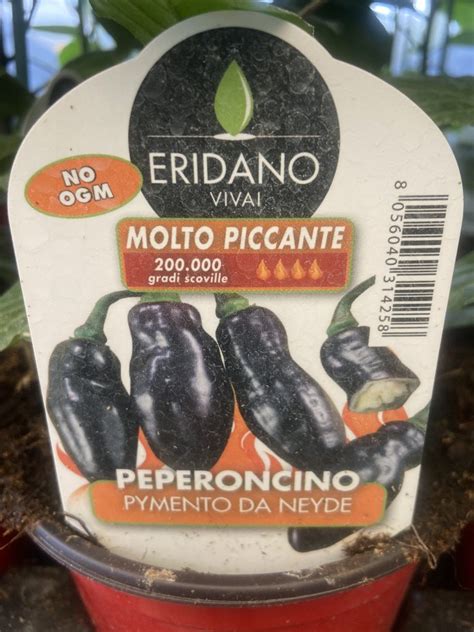 ERIDANO
VIVAI
NO
OGM
MOLTO PICCANTE
200.000
gradi scoville
8 056040 314258
PEPERONCINO
PYMENTO DA NEYDE